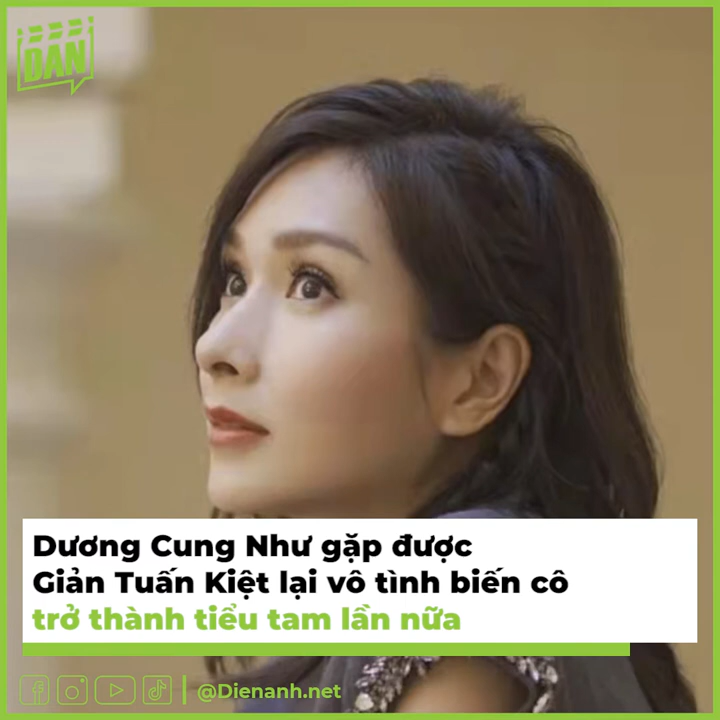 DAN
Dương Cung Như gặp được
Giản Tuấn Kiệt lại vô tình biến cô
trở thành tiểu tam lần nữa
@Dienanh.net